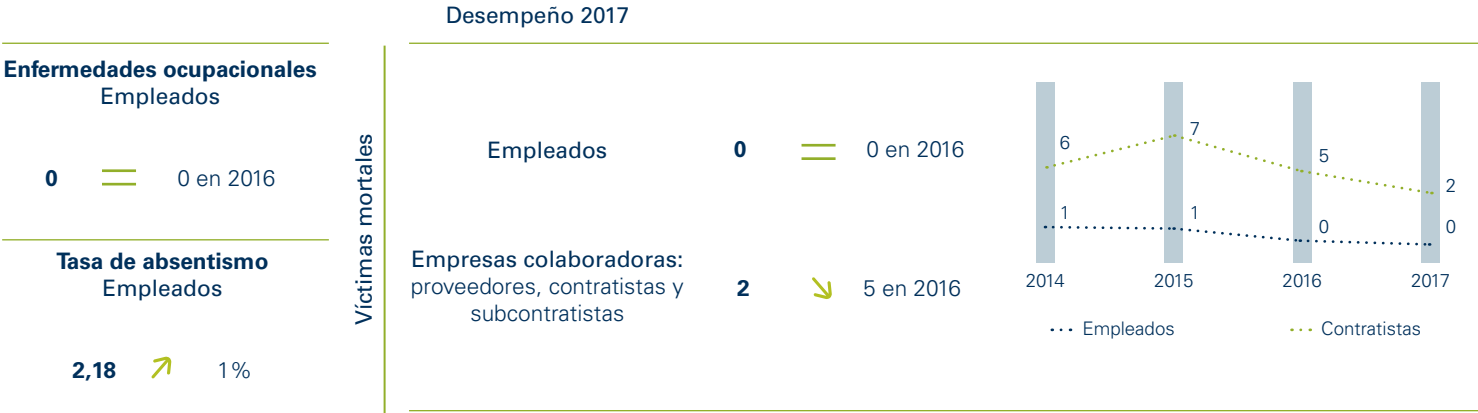 Desempeño 2017
Enfermedades ocupacionales
Empleados
0 = 0 en 2016
Tasa de absentismo
Empleados
2,18 1%
Víctimas mortales
Empleados 0 = 0 en 2016
Empresas colaboradoras:
proveedores, contratistas y
subcontratistas
2 5 en 2016
6 7 5 2
1 1 0 0
2014 2015 2016 2017
Empleados Contratistas